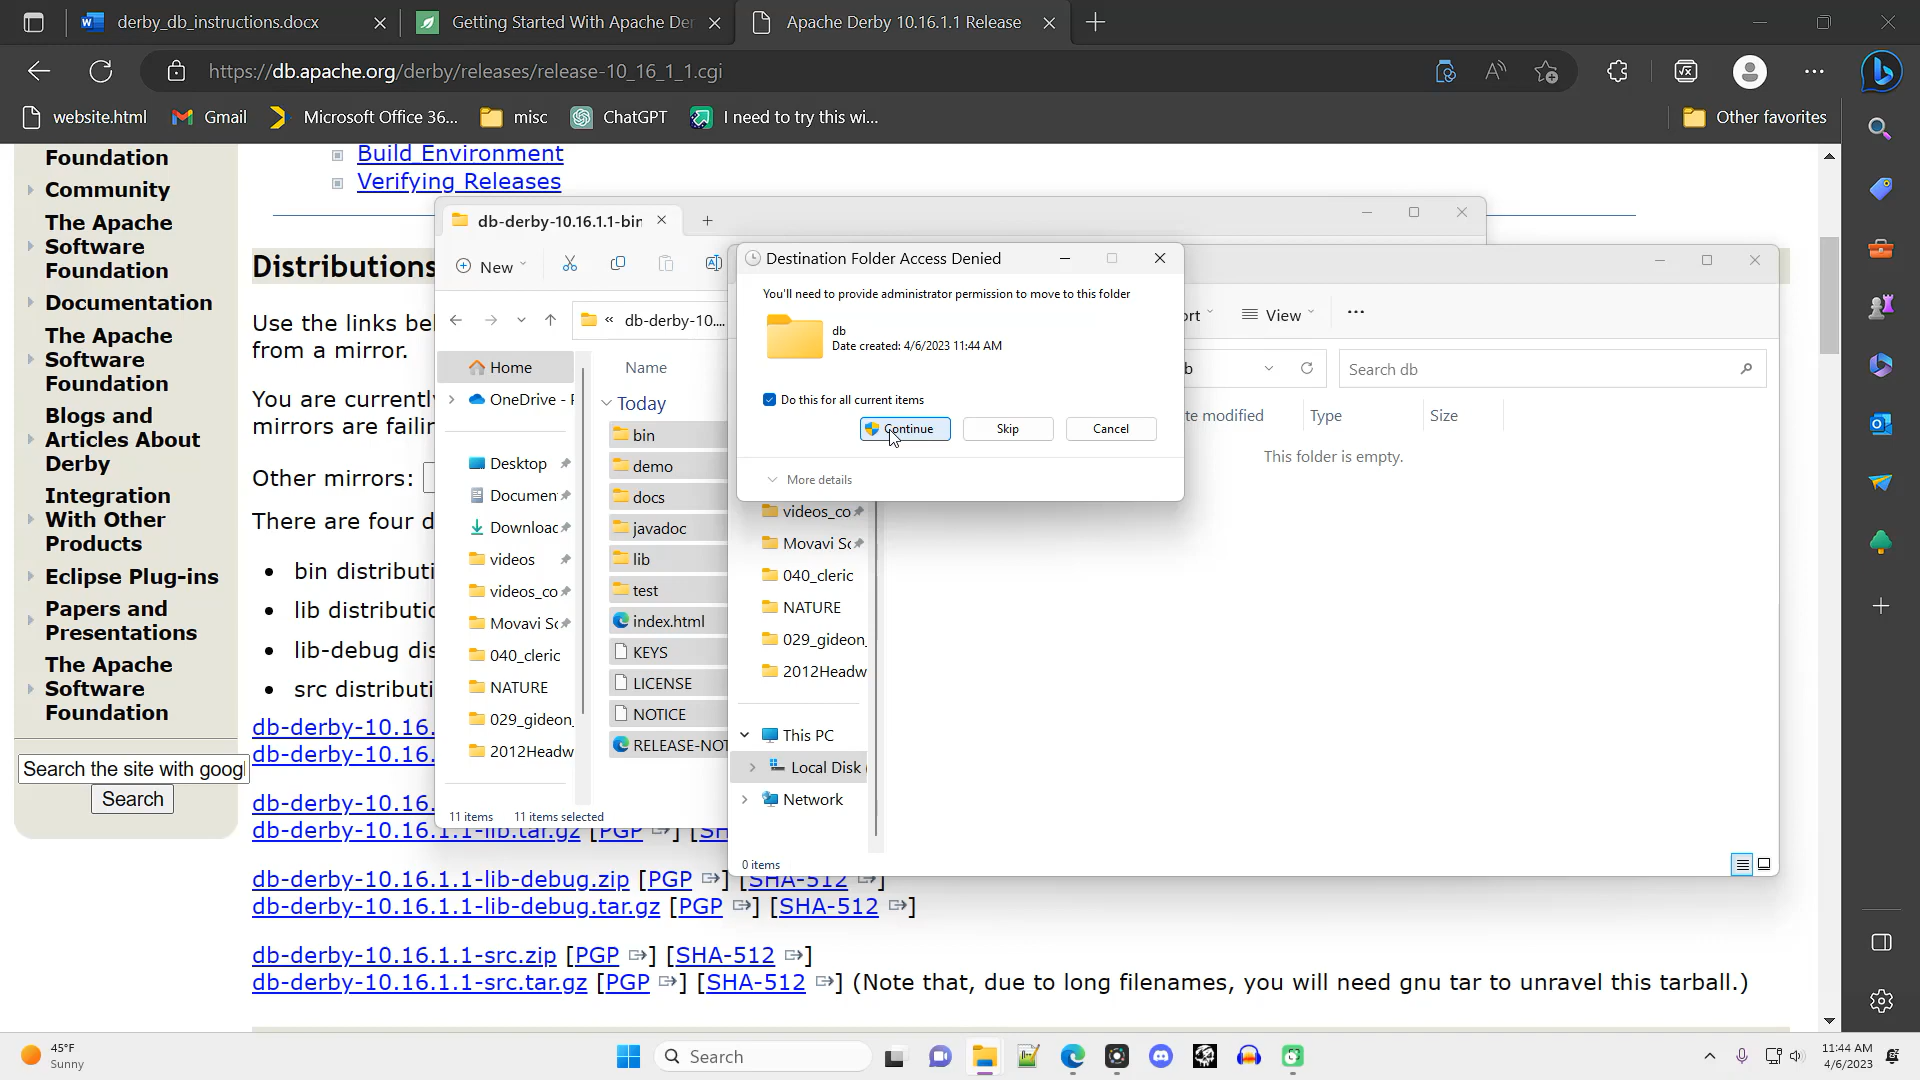 derby_db_instructions.docx
Getting Started With Apache Der
Apache Derby 10.16.1.1 Release
https://db.apache.org/derby/releases/release-10_16_1_1.cgi
website.html
Gmail
Microsoft Office 36...
misc
ChatGPT
I need to try this wi...
Other favorites
Foundation
Community
The Apache
Software
Foundation
Documentation
The Apache
Software
Foundation
Blogs and
Articles About
Derby
Integration
With Other
Products
Eclipse Plug-ins
Papers and
Presentations
The Apache
Software
Foundation
Search the site with googl
Search
Build Environment
Verifying Releases
Distributions
Use the links bel
from a mirror.
You are currently
mirrors are failin
Other mirrors:
There are four d
bin distributi
lib distributio
lib-debug dis
src distributi
db-derby-10.16.
db-derby-10.16.
db-derby-10.16.
db-derby-10.16.1.1-lib.tar.gz [PGP ] [SH
db-derby-10.16.1.1-lib-debug.zip [PGP ] [SHA-512 ]
db-derby-10.16.1.1-lib-debug.tar.gz [PGP ] [SHA-512 ]
db-derby-10.16.1.1-src.zip [PGP ] [SHA-512 ]
db-derby-10.16.1.1-src.tar.gz [PGP ] [SHA-512 ] (Note that, due to long filenames, you will need gnu tar to unravel this tarball.)
db-derby-10.16.1.1-bin
New
« db-derby-10....
Home
OneDrive - P
Desktop
Documen
Downloac
videos
videos_co
Movavi Sc
040_cleric
NATURE
029_gideon_
2012Headw
Name
Today
bin
demo
docs
javadoc
lib
test
index.html
KEYS
LICENSE
NOTICE
RELEASE-NOT
11 items
11 items selected
Destination Folder Access Denied
You'll need to provide administrator permission to move to this folder
db
Date created: 4/6/2023 11:44 AM
Do this for all current items
Continue
Skip
Cancel
More details
ort
View
b
Search db
te modified
Type
Size
This folder is empty.
videos_co
Movavi Sc
040_cleric
NATURE
029_gideon_
2012Headw
This PC
Local Disk (
Network
0 items
45°F
Sunny
Search
11:44 AM
4/6/2023